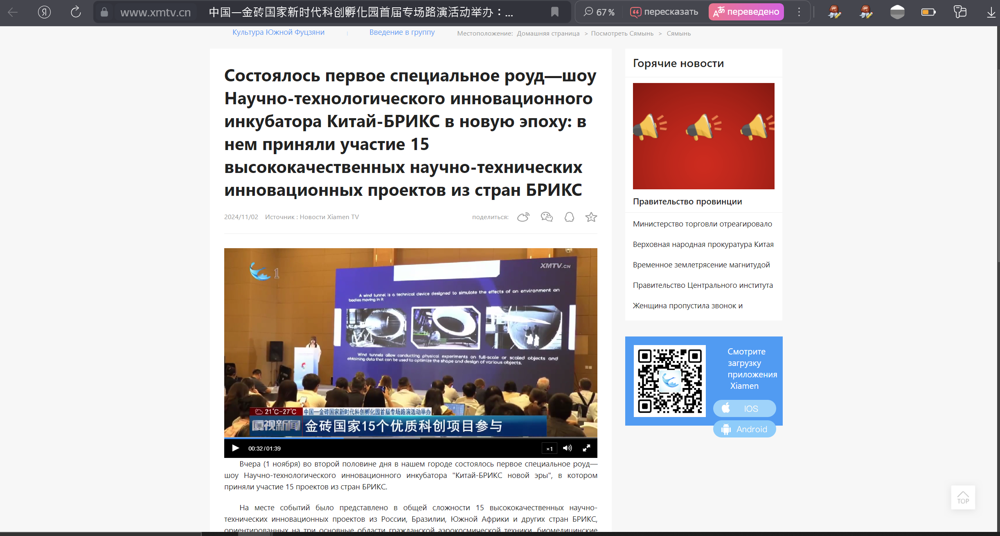 www.xmtv.cn
中国—金砖国家新时代科创孵化园首届专场路演活动举办：...
67 %
пересказать
переведено
Культура Южной Фуцзяни
Введение в группу
Местоположение: Домашняя страница > Посмотреть Сямынь > Сямынь
Состоялось первое специальное роуд—шоу
Научно-технологического инновационного
инкубатора Китай-БРИКС в новую эпоху: в
нем приняли участие 15
высококачественных научно-технических
инновационных проектов из стран БРИКС
2024/11/02 Источник : Новости Xiamen TV
поделиться:
1
XMTV.CN
A wind tunnel is a technical device designed to simulate the effects of an environment on
bodies moving in it
Wind tunnels allow conducting physical experiments on full-scale or scaled objects and
obtaining data that can be used to optimize the shape and design of various objects.
21°C-27°C
中国—金砖国家新时代科创孵化园首届专场路演活动举办
厦视新闻
金砖国家15个优质科创项目参与
00:32/01:39
×1
Вчера (1 ноября) во второй половине дня в нашем городе состоялось первое специальное роуд—
шоу Научно-технологического инновационного инкубатора "Китай-БРИКС новой эры", в котором
приняли участие 15 проектов из стран БРИКС.
На месте событий было представлено в общей сложности 15 высококачественных научно-
технических инновационных проектов из России, Бразилии, Южной Африки и других стран БРИКС,
ориентированных на три основные области гражданской аэрокосмической техники, биомедицинские
Горячие новости
Правительство провинции
Министерство торговли отреагировало
Верховная народная прокуратура Китая
Временное землетрясение магнитудой
Правительство Центрального института
Женщина пропустила звонок и
Смотрите
загрузку
приложения
Xiamen
IOS
Android
TOP